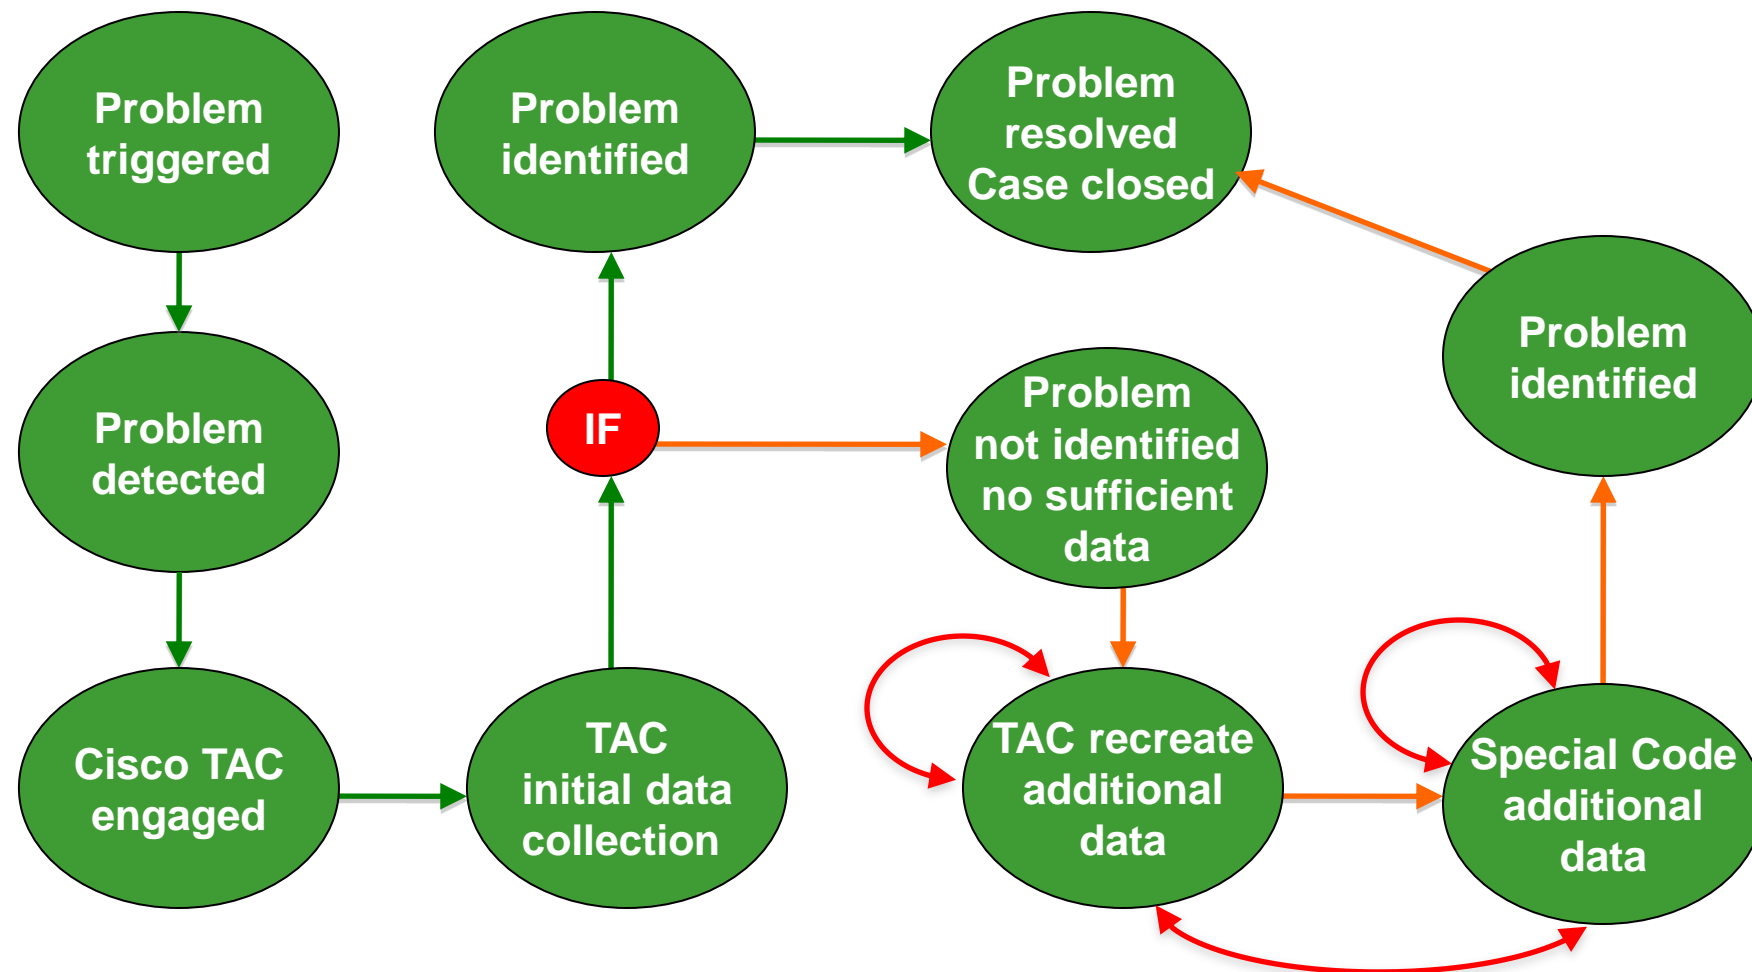 Problem
triggered
Problem
identified
Problem
resolved
Case closed
Problem
identified
Problem
detected
IF
Problem
not identified
no sufficient
data
Cisco TAC
engaged
TAC
initial data
collection
TAC recreate
additional
data
Special Code
additional
data